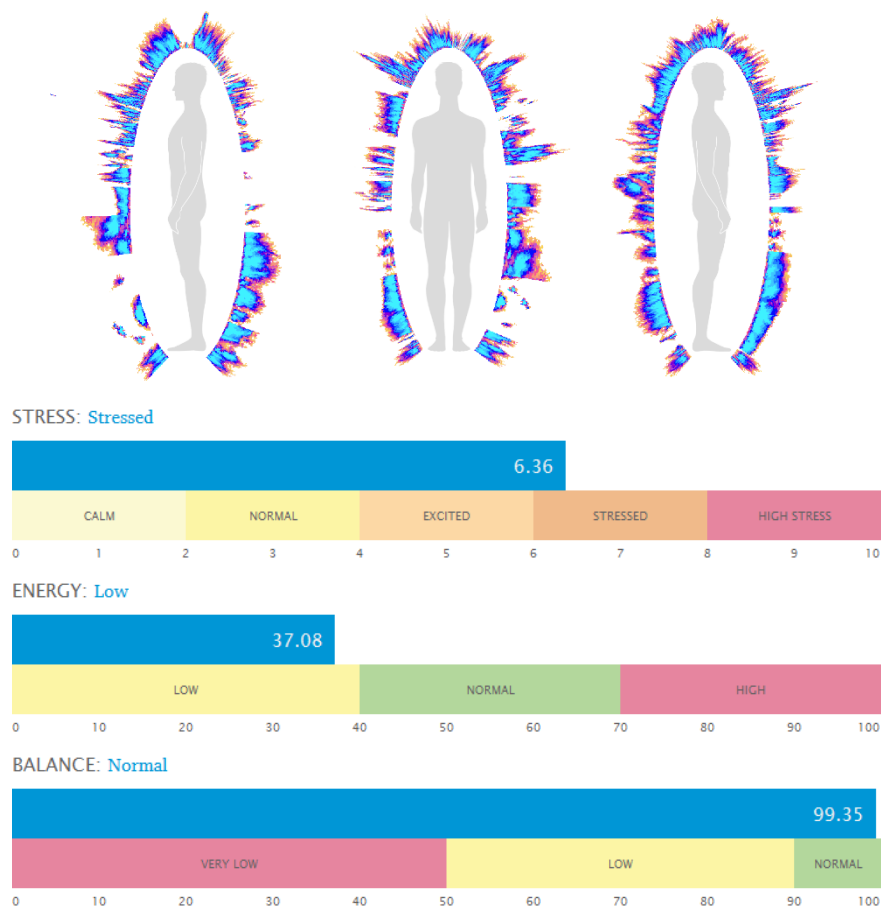 STRESS: Stressed
6.36
CALM NORMAL EXCITED STRESSED HIGH STRESS
0 1 2 3 4 5 6 7 8 9 10
ENERGY: Low
37.08
LOW NORMAL HIGH
0 10 20 30 40 50 60 70 80 90 100
BALANCE: Normal
99.35
VERY LOW LOW NORMAL
0 10 20 30 40 50 60 70 80 90 100